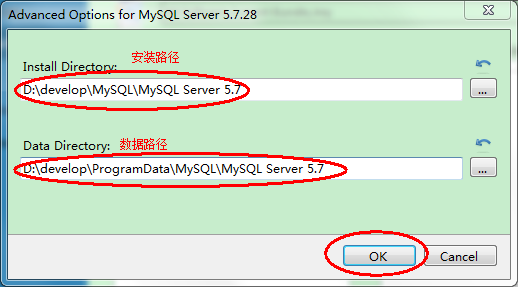 Advanced Options for MySQL Server 5.7.28
Install Directory: 安装路径
D:\develop\MySQL\MySQL Server 5.7
...
Data Directory: 数据路径
D:\develop\ProgramData\MySQL\MySQL Server 5.7
...
OK Cancel